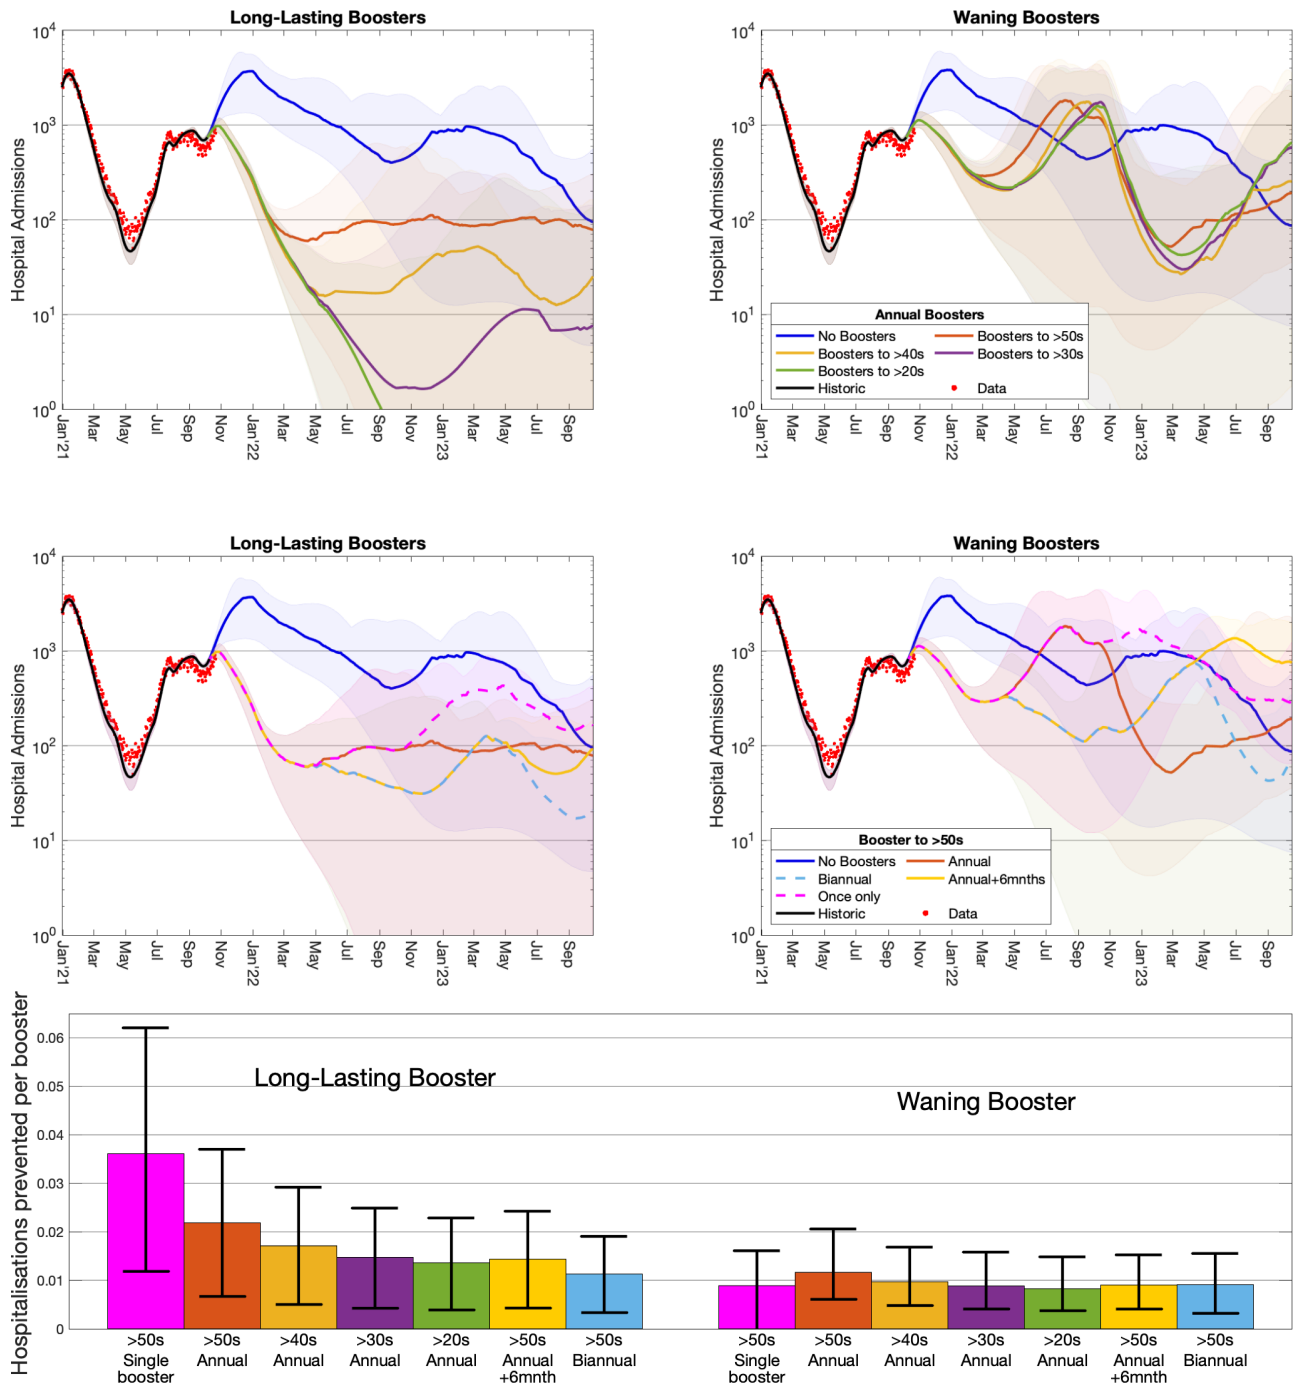 Long-Lasting Boosters
Hospital Admissions
10^4
10^3
10^2
10^1
10^0
Jan'21
Mar
May
Jul
Sep
Nov
Jan'22
Mar
May
Jul
Sep
Nov
Jan'23
Mar
May
Jul
Sep
Waning Boosters
Hospital Admissions
10^4
10^3
10^2
10^1
10^0
Annual Boosters
No Boosters
Boosters to >50s
Boosters to >40s
Boosters to >30s
Boosters to >20s
Historic
Data
Jan'21
Mar
May
Jul
Sep
Nov
Jan'22
Mar
May
Jul
Sep
Nov
Jan'23
Mar
May
Jul
Sep
Long-Lasting Boosters
Hospital Admissions
10^4
10^3
10^2
10^1
10^0
Jan'21
Mar
May
Jul
Sep
Nov
Jan'22
Mar
May
Jul
Sep
Nov
Jan'23
Mar
May
Jul
Sep
Waning Boosters
Hospital Admissions
10^4
10^3
10^2
10^1
10^0
Booster to >50s
No Boosters
Annual
Biannual
Annual+6mnths
Once only
Historic
Data
Jan'21
Mar
May
Jul
Sep
Nov
Jan'22
Mar
May
Jul
Sep
Nov
Jan'23
Mar
May
Jul
Sep
Hospitalisations prevented per booster
0.06
0.05
0.04
0.03
0.02
0.01
0
Long-Lasting Booster
Waning Booster
>50s
Single
booster
>50s
Annual
>40s
Annual
>30s
Annual
>20s
Annual
>50s
Annual
+6mnth
>50s
Biannual
>50s
Single
booster
>50s
Annual
>40s
Annual
>30s
Annual
>20s
Annual
>50s
Annual
+6mnth
>50s
Biannual